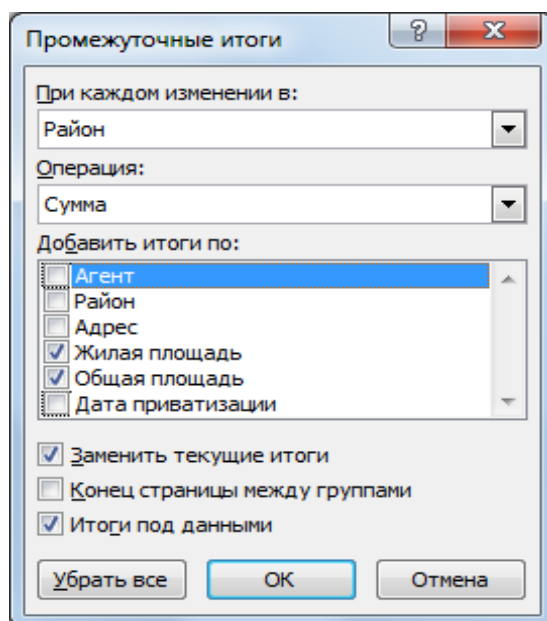 Промежуточные итоги
При каждом изменении в:
Район
Операция:
Сумма
Добавить итоги по:
Агент
Район
Адрес
Жилая площадь
Общая площадь
Дата приватизации
Заменить текущие итоги
Конец страницы между группами
Итоги под данными
Убрать все ОК Отмена